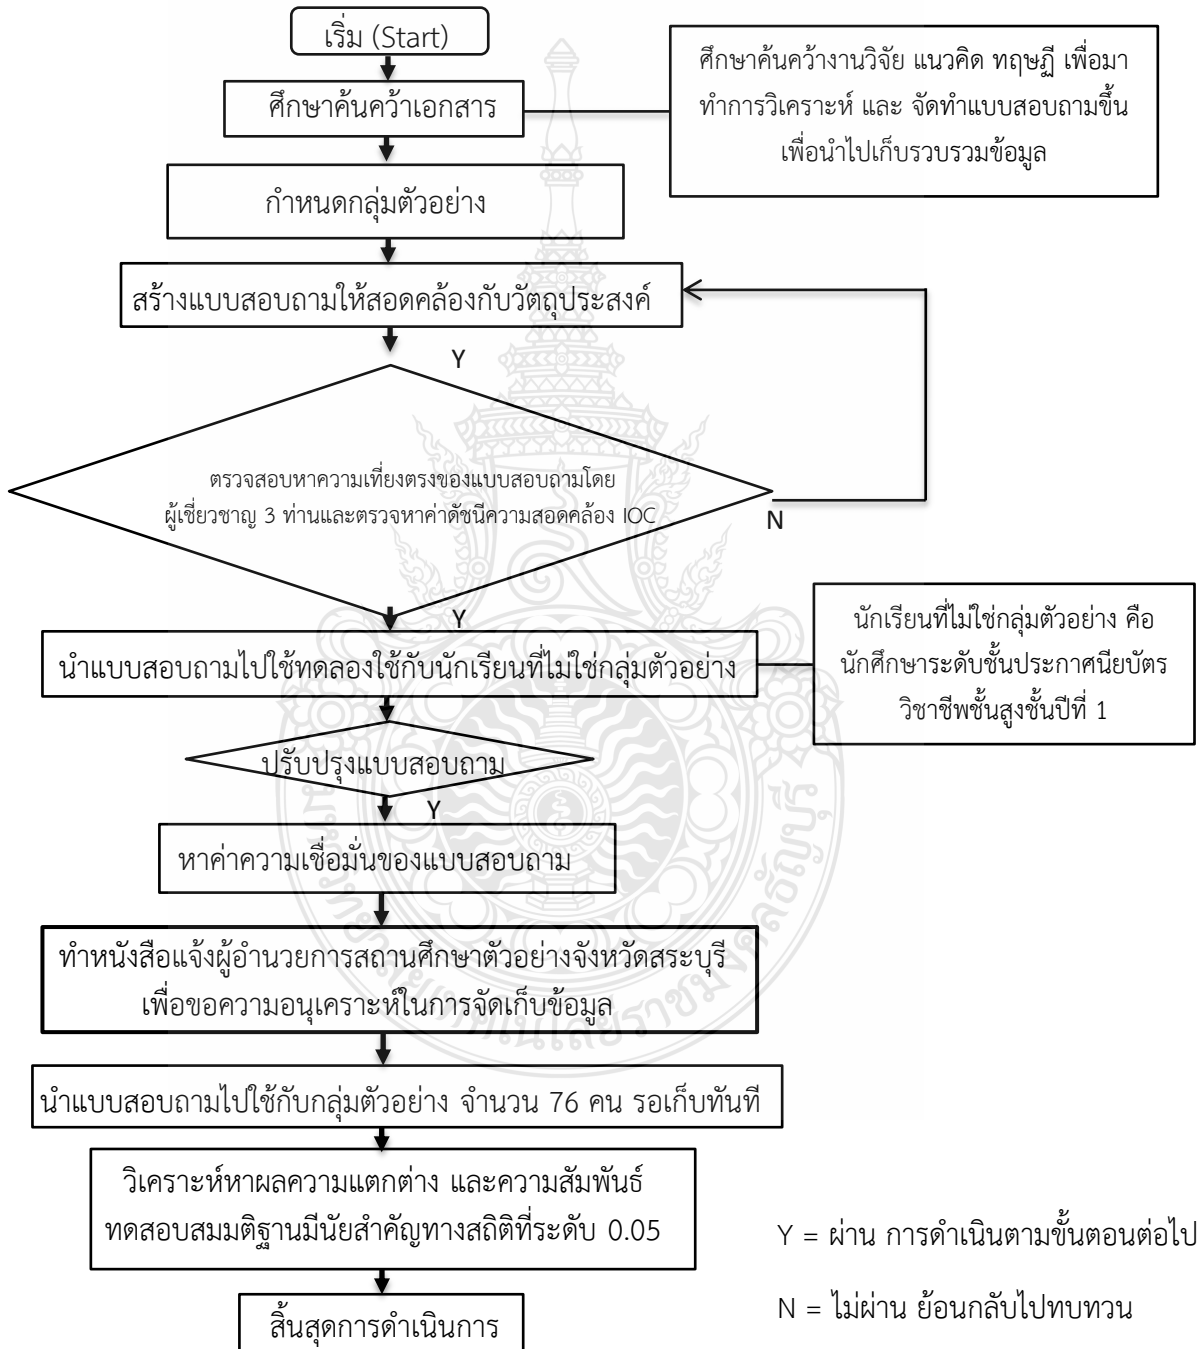 เริ่ม (Start)
ศึกษาค้นคว้าเอกสาร
ศึกษาค้นคว้างานวิจัย แนวคิด ทฤษฏี เพื่อมา
ทำการวิเคราะห์ และ จัดทำแบบสอบถามขึ้น
เพื่อนำไปเก็บรวบรวมข้อมูล
กำหนดกลุ่มตัวอย่าง
สร้างแบบสอบถามให้สอดคล้องกับวัตถุประสงค์
Y
ตรวจสอบหาความเที่ยงตรงของแบบสอบถามโดย
ผู้เชี่ยวชาญ 3 ท่านและตรวจหาค่าดัชนีความสอดคล้อง IOC
N
Y
นำแบบสอบถามไปใช้ทดลองใช้กับนักเรียนที่ไม่ใช่กลุ่มตัวอย่าง
นักเรียนที่ไม่ใช่กลุ่มตัวอย่าง คือ
นักศึกษาระดับชั้นประกาศนียบัตร
วิชาชีพชั้นสูงชั้นปีที่ 1
ปรับปรุงแบบสอบถาม
Y
หาค่าความเชื่อมั่นของแบบสอบถาม
ทำหนังสือแจ้งผู้อำนวยการสถานศึกษาตัวอย่างจังหวัดสระบุรี
เพื่อขอความอนุเคราะห์ในการจัดเก็บข้อมูล
นำแบบสอบถามไปใช้กับกลุ่มตัวอย่าง จำนวน 76 คน รอเก็บทันที
วิเคราะห์หาผลความแตกต่าง และความสัมพันธ์
ทดสอบสมมติฐานมีนัยสำคัญทางสถิติที่ระดับ 0.05
สิ้นสุดการดำเนินการ
Y = ผ่าน การดำเนินตามขั้นตอนต่อไป
N = ไม่ผ่าน ย้อนกลับไปทบทวน
มหาวิทยาลัยเทคโนโลยีราชมงคลธัญบุรี